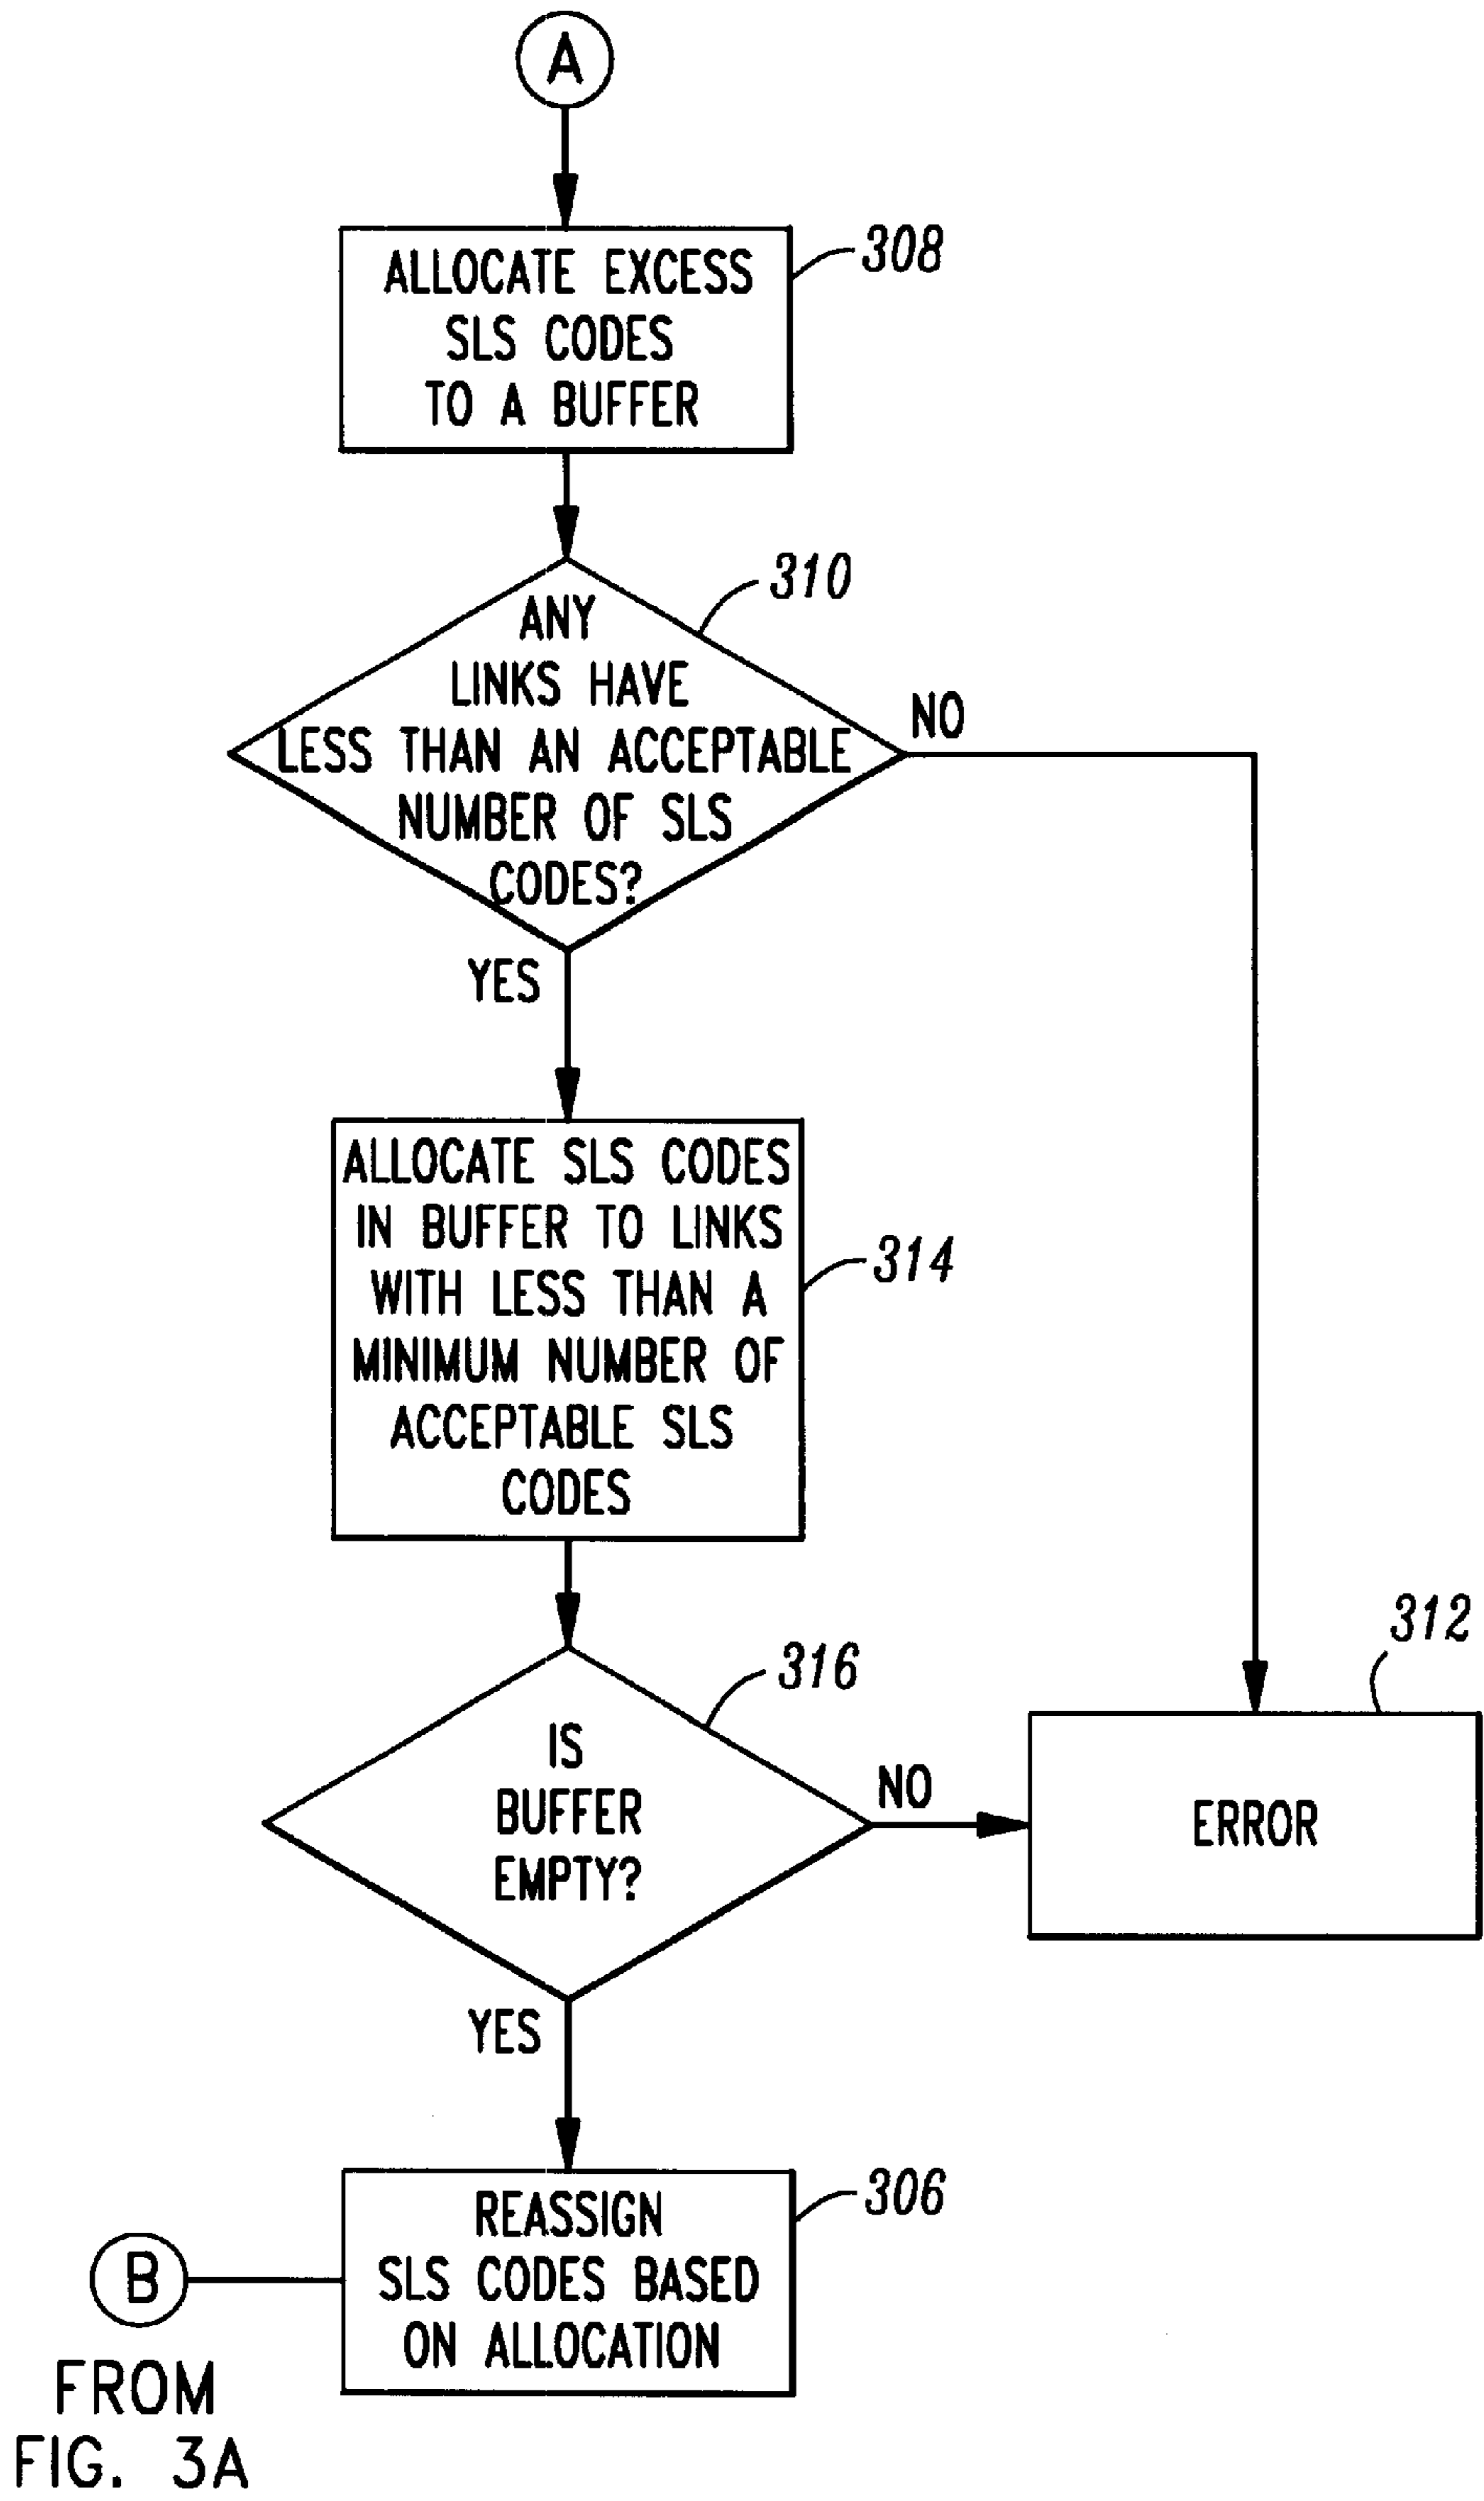 A
ALLOCATE EXCESS
SLS CODES
TO A BUFFER
308
ANY
LINKS HAVE
LESS THAN AN ACCEPTABLE
NUMBER OF SLS
CODES?
310
NO
YES
ALLOCATE SLS CODES
IN BUFFER TO LINKS
WITH LESS THAN A
MINIMUM NUMBER OF
ACCEPTABLE SLS
CODES
314
IS
BUFFER
EMPTY?
316
NO
312
ERROR
YES
REASSIGN
SLS CODES BASED
ON ALLOCATION
306
B
FROM
FIG. 3A